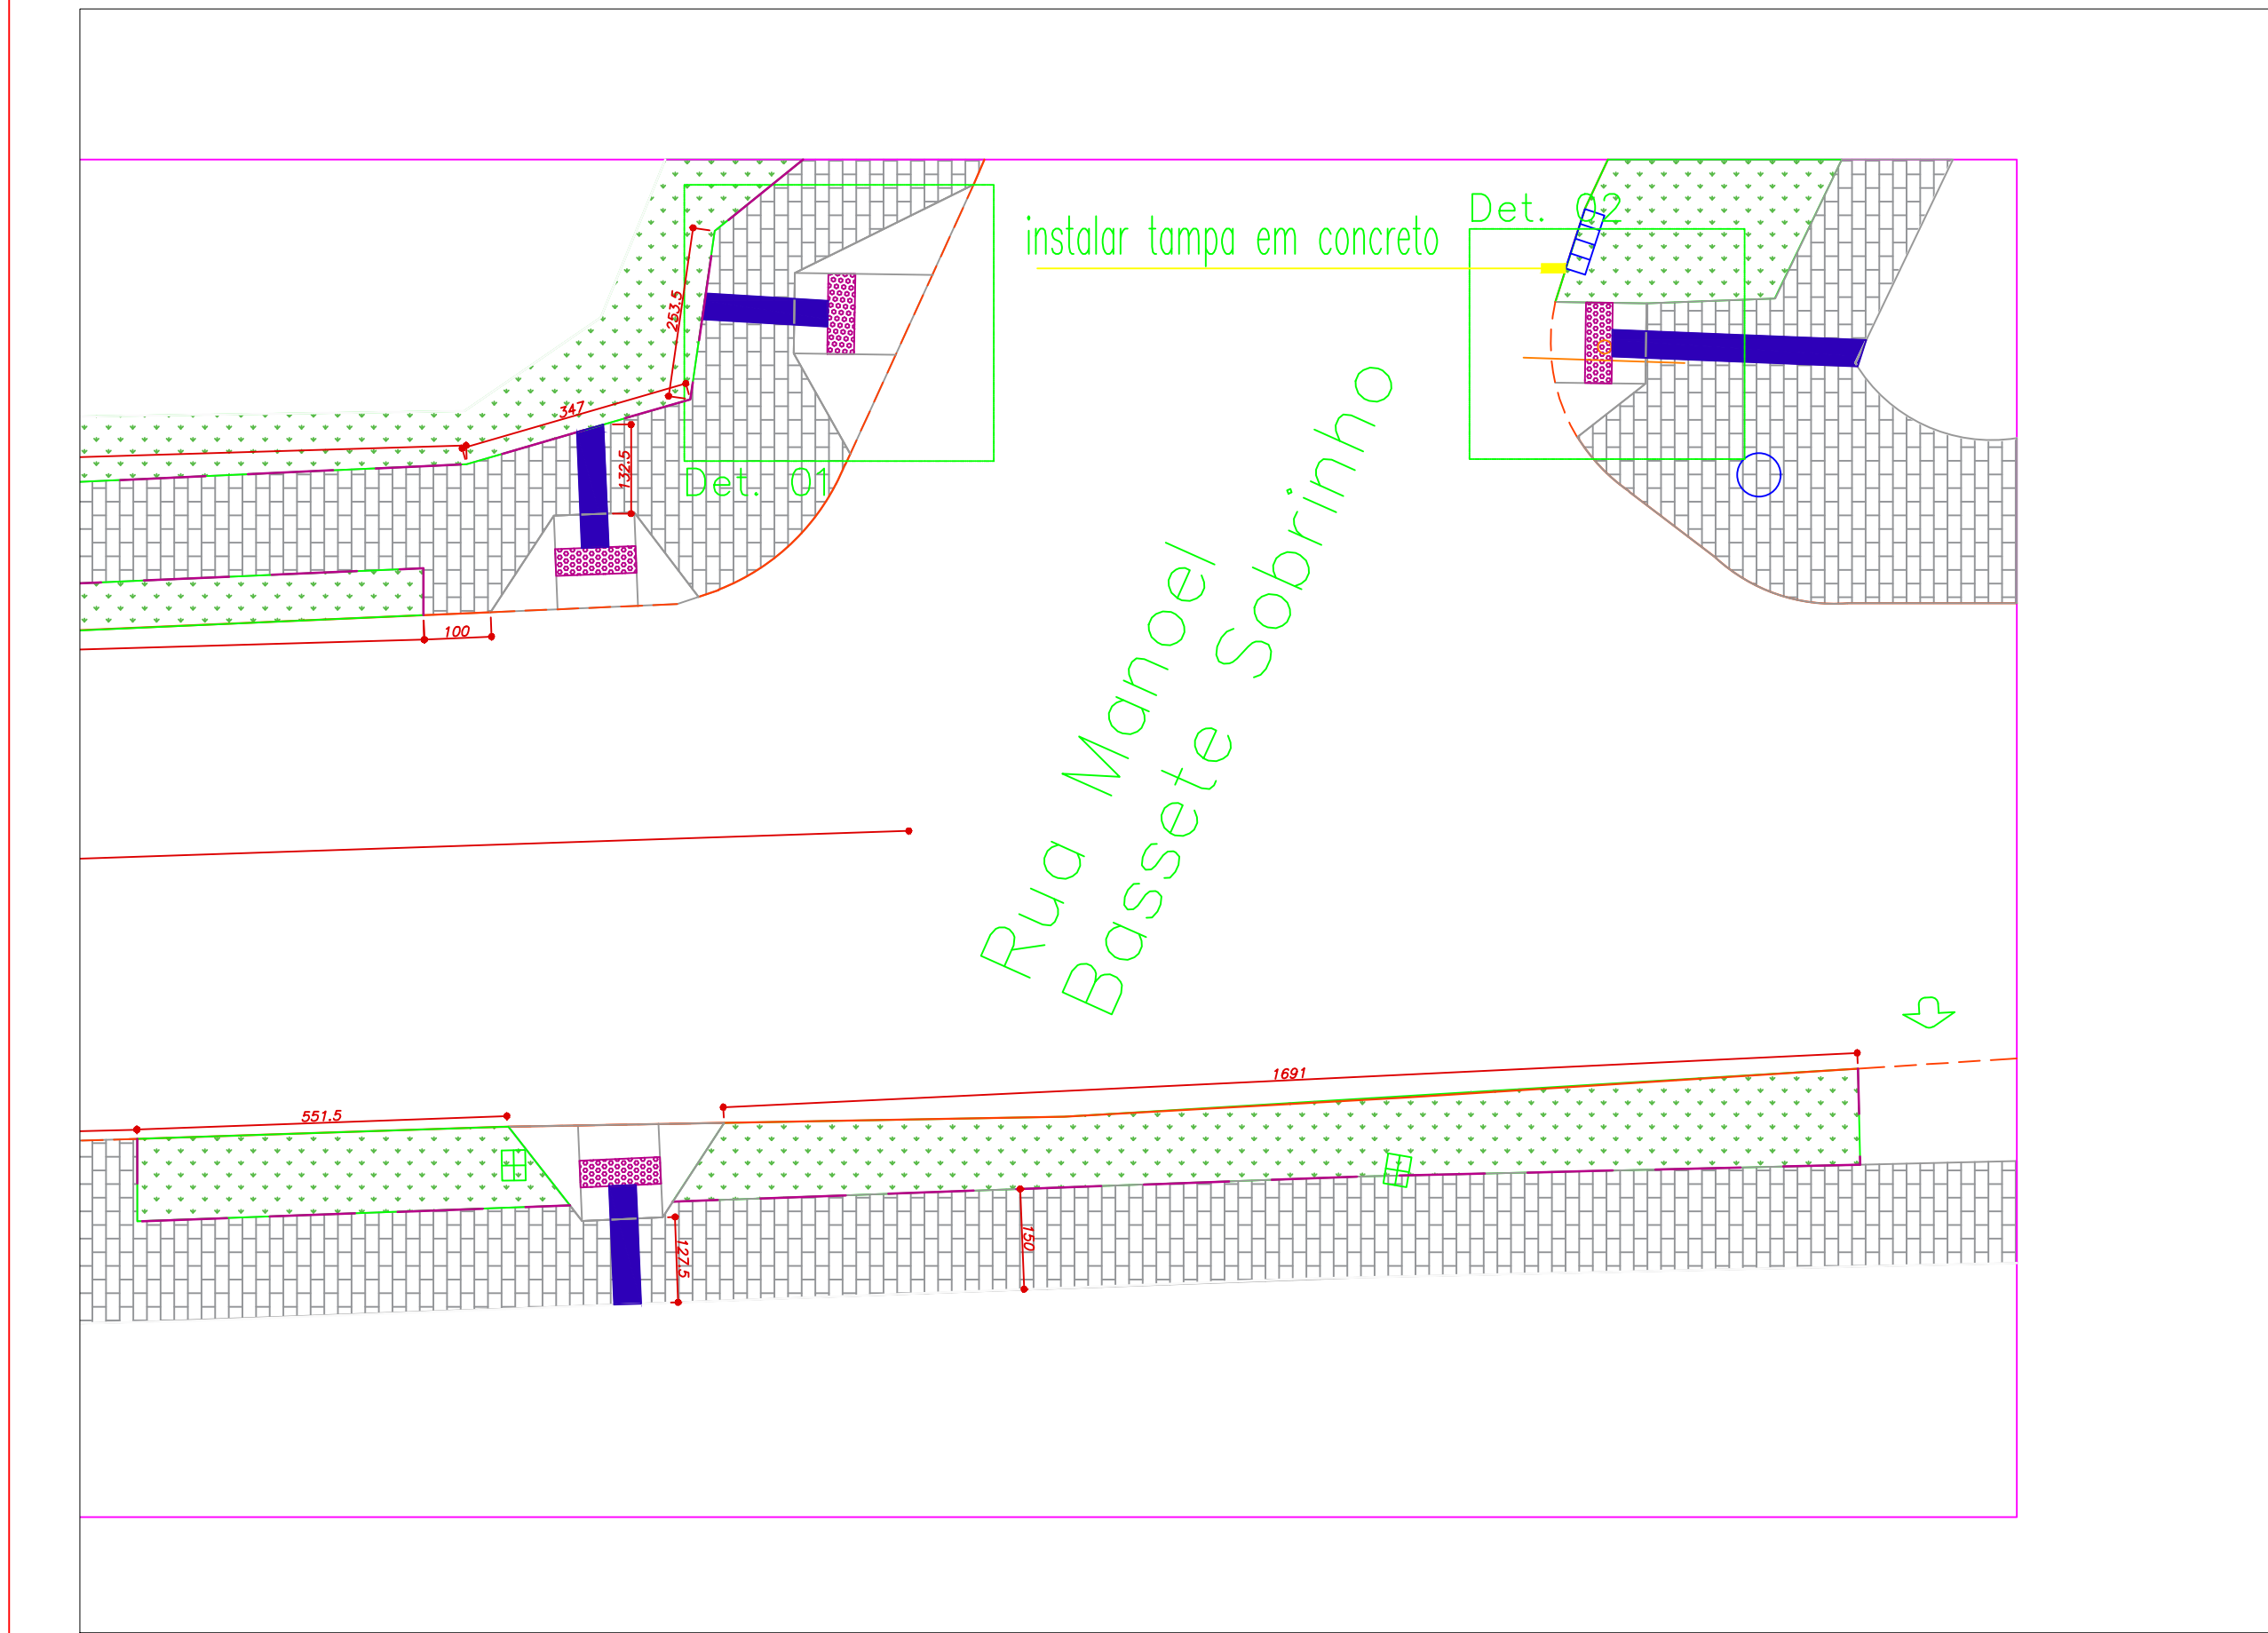 instalar tampa em concreto
Det. 02
253.5
347
132.5
Det. 01
100
Rua Manoel
Basset​e Sobrinho
1691
551.5
127.5
150